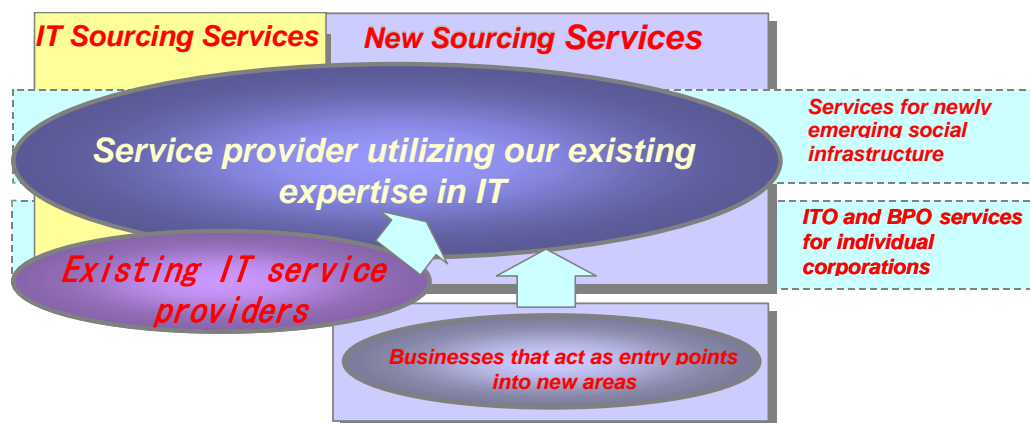 IT Sourcing Services
New Sourcing Services
Service provider utilizing our existing
expertise in IT
Services for newly
emerging social
infrastructure
ITO and BPO services
for individual
corporations
Existing IT service
providers
Businesses that act as entry points
into new areas